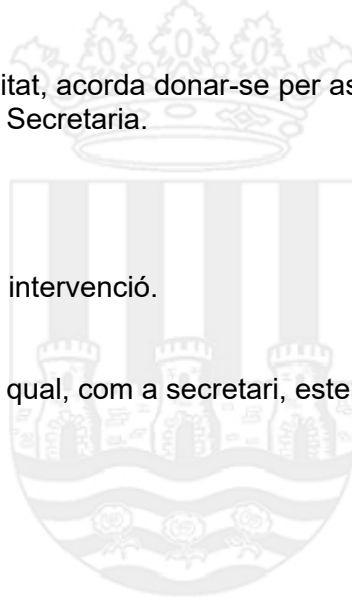 itat, acorda donar-se per as
Secretaria.
intervenció.
qual, com a secretari, este